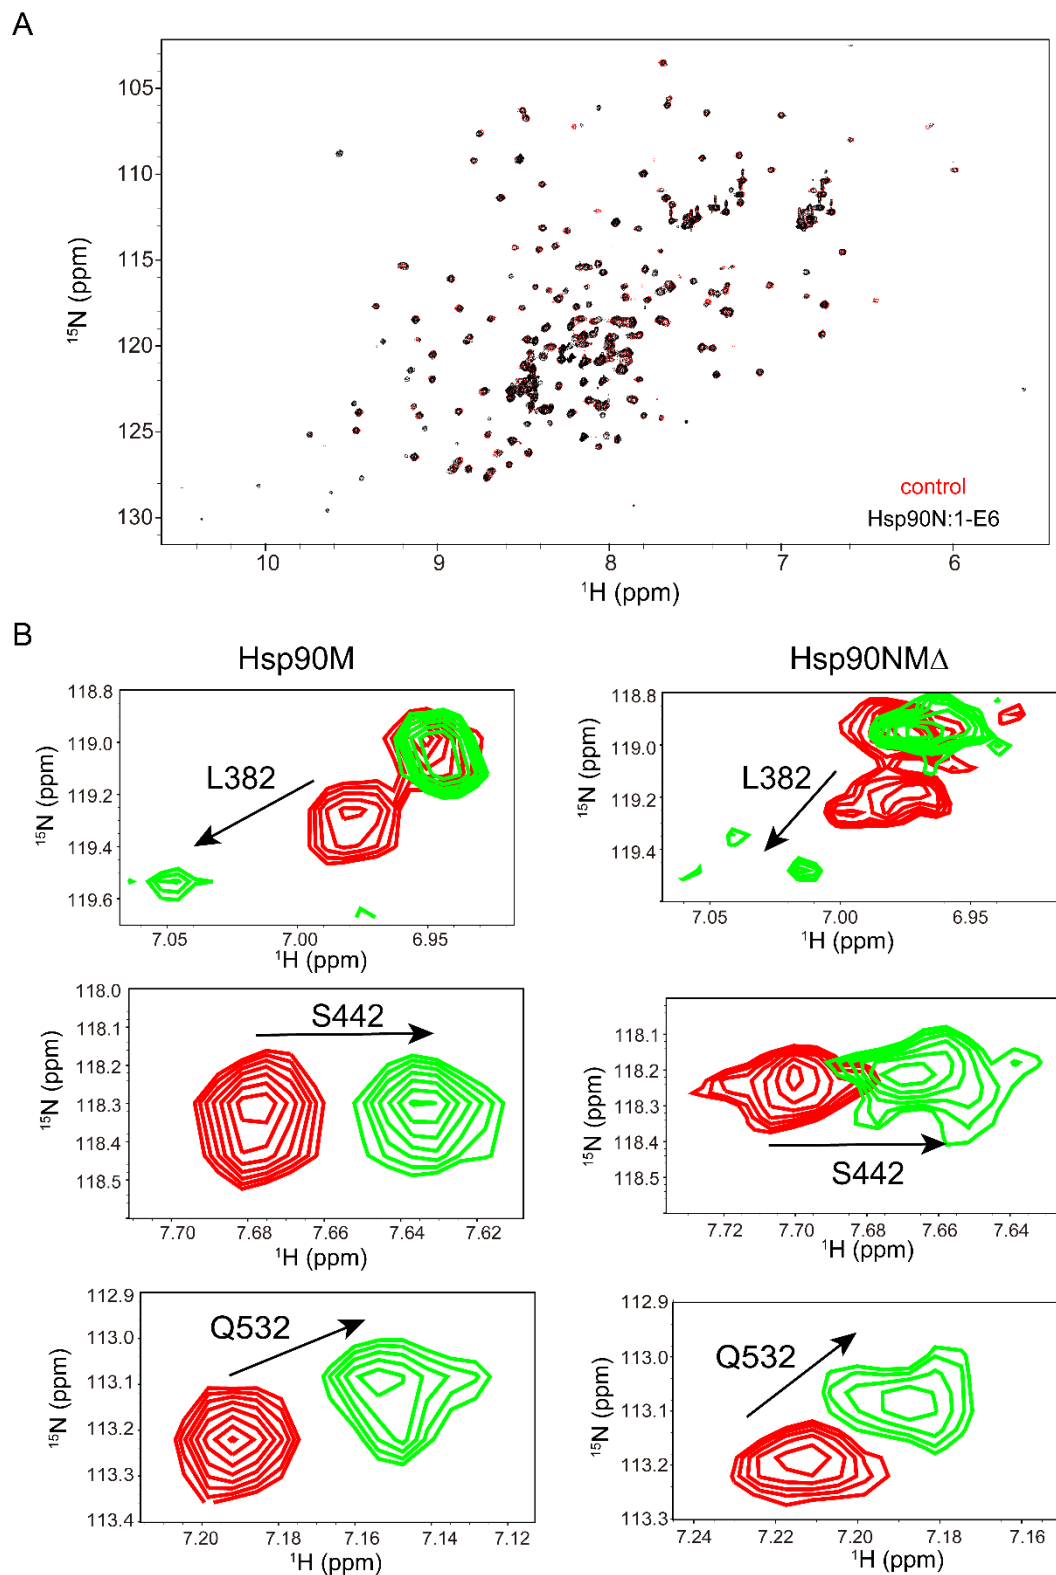 A
105
110
115
120
125
130
15N (ppm)
10
9
8
7
6
1H (ppm)
control
Hsp90N:1-E6
B
Hsp90M
Hsp90NMΔ
118.8
119.0
119.2
119.4
119.6
15N (ppm)
L382
7.05
7.00
6.95
1H (ppm)
118.8
119.0
119.2
119.4
15N (ppm)
L382
7.05
7.00
6.95
1H (ppm)
118.0
118.1
118.3
118.5
15N (ppm)
S442
7.70
7.68
7.66
7.64
7.62
1H (ppm)
118.1
118.2
118.3
118.4
118.5
15N (ppm)
S442
7.72
7.70
7.68
7.66
7.64
1H (ppm)
112.9
113.0
113.1
113.2
113.3
113.4
15N (ppm)
Q532
7.20
7.18
7.16
7.14
7.12
1H (ppm)
112.9
113.0
113.1
113.2
113.3
15N (ppm)
Q532
7.24
7.22
7.20
7.18
7.16
1H (ppm)